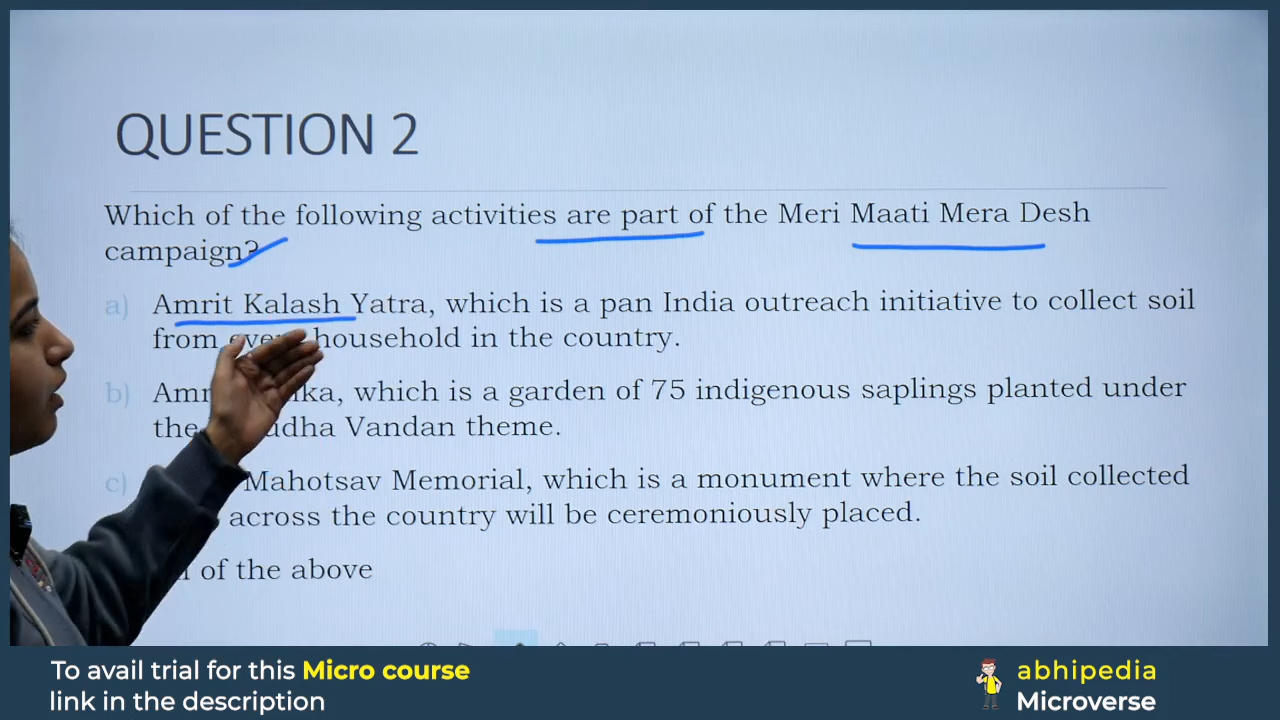 QUESTION 2
Which of the following activities are part of the Meri Maati Mera Desh
campaign?
a) Amrit Kalash Yatra, which is a pan India outreach initiative to collect soil
from every household in the country.
b) which is a garden of 75 indigenous saplings planted under
the Vandan theme.
c) Mahotsav Memorial, which is a monument where the soil collected
across the country will be ceremoniously placed.
of the above
To avail trial for this Micro course
link in the description
abhipedia
Microverse